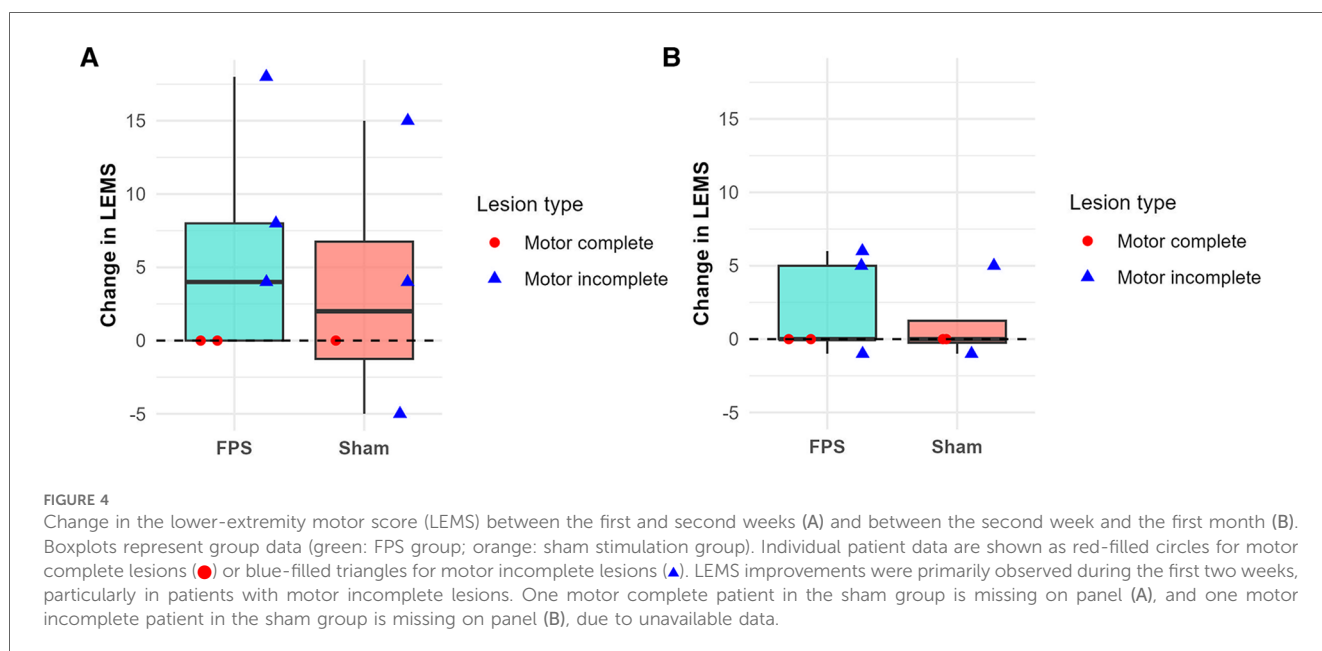 A
Change in LEMS
15
10
5
0
-5
FPS
Sham
Lesion type
Motor complete
Motor incomplete
B
Change in LEMS
15
10
5
0
-5
FPS
Sham
Lesion type
Motor complete
Motor incomplete
FIGURE 4
Change in the lower-extremity motor score (LEMS) between the first and second weeks (A) and between the second week and the first month (B).
Boxplots represent group data (green: FPS group; orange: sham stimulation group). Individual patient data are shown as red-filled circles for motor
complete lesions (●) or blue-filled triangles for motor incomplete lesions (▲). LEMS improvements were primarily observed during the first two weeks,
particularly in patients with motor incomplete lesions. One motor complete patient in the sham group is missing on panel (A), and one motor
incomplete patient in the sham group is missing on panel (B), due to unavailable data.